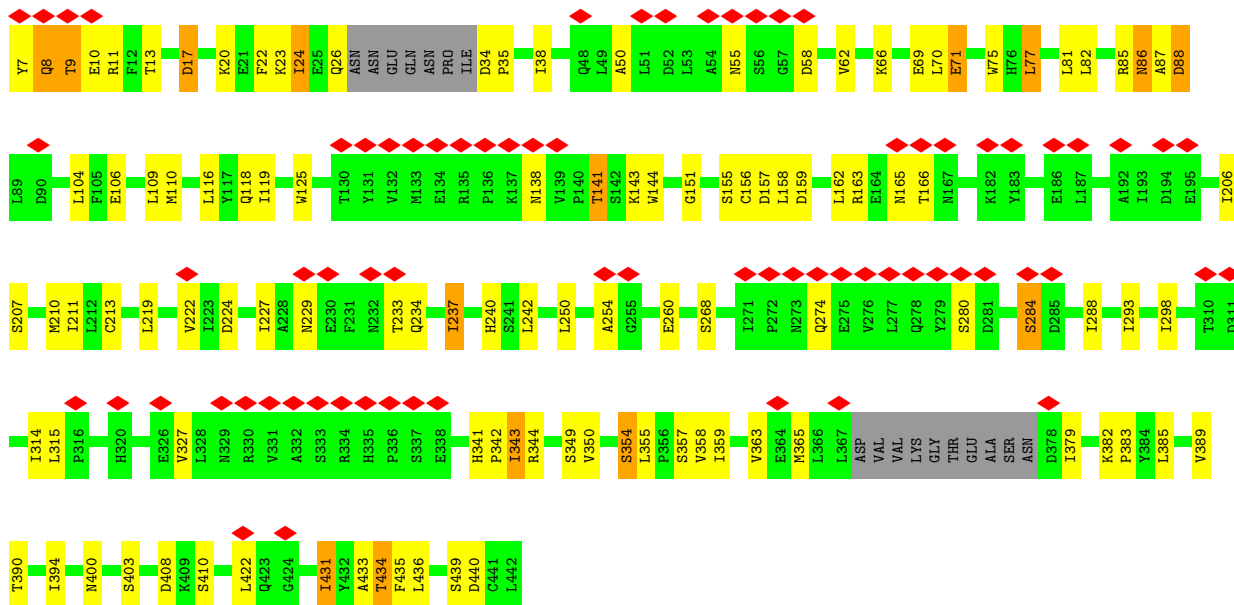 Y7 Q8 T9 E10 R11 F12 T13 D17 K20 E21 F22 K23 I24 E25 Q26 ASN ASN GLU GLN ASN PRO ILE D34 P35 I38 Q48 L49 A50 L51 D52 L53 A54 N55 S56 G57 D58 V62 K66 E69 L70 E71 W75 H76 L77 L81 L82 R85 N86 A87 D88
L89 D90 L104 F105 E106 L109 M110 L116 Y117 Q118 I119 W125 T130 Y131 V132 M133 E134 R135 P136 K137 N138 V139 P140 T141 S142 K143 W144 G151 S155 C156 D157 L158 D159 L162 R163 E164 N165 T166 N167 K182 Y183 E186 L187 A192 I193 D194 E195 I206
S207 M210 I211 L212 C213 L219 V222 I223 D224 I227 A228 N229 E230 F231 N232 T233 Q234 I237 H240 S241 L242 L250 A254 G255 E260 S268 I271 P272 N273 Q274 E275 V276 L277 Q278 Y279 S280 D281 S284 D285 I288 I293 I298 T310 D311
I314 L315 P316 H320 E326 V327 L328 N329 R330 V331 A332 S333 R334 H335 P336 S337 E338 H341 P342 I343 R344 S349 V350 S354 L355 P356 S357 V358 I359 V363 E364 M365 L366 L367 ASP VAL VAL LYS GLY THR GLU ALA SER ASN D378 I379 K382 P383 Y384 L385 V389
T390 I394 N400 S403 D408 K409 S410 L422 Q423 G424 I431 Y432 A433 T434 F435 L436 S439 D440 C441 L442